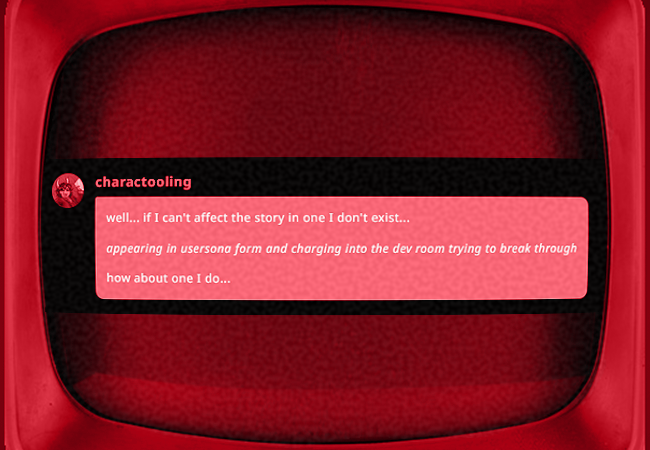 charactooling
well... if I can't affect the story in one I don't exist...
appearing in usersona form and charging into the dev room trying to break through
how about one I do...